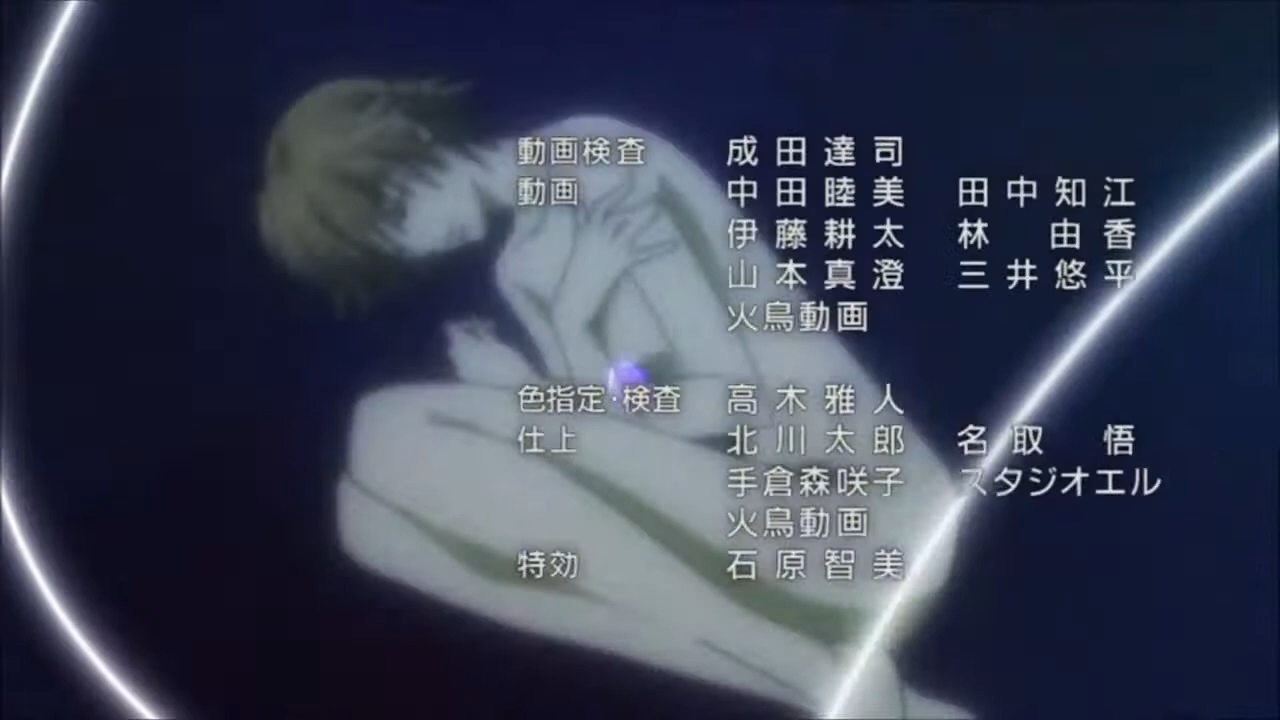 動画検査 成田達司
動画 中田睦美 田中知江
伊藤耕太 林由香
山本真澄 三井悠平
火鳥動画
色指定・検査 高木雅人
仕上 北川太郎 名取悟
手倉森咲子 スタジオエル
火鳥動画
特効 石原智美